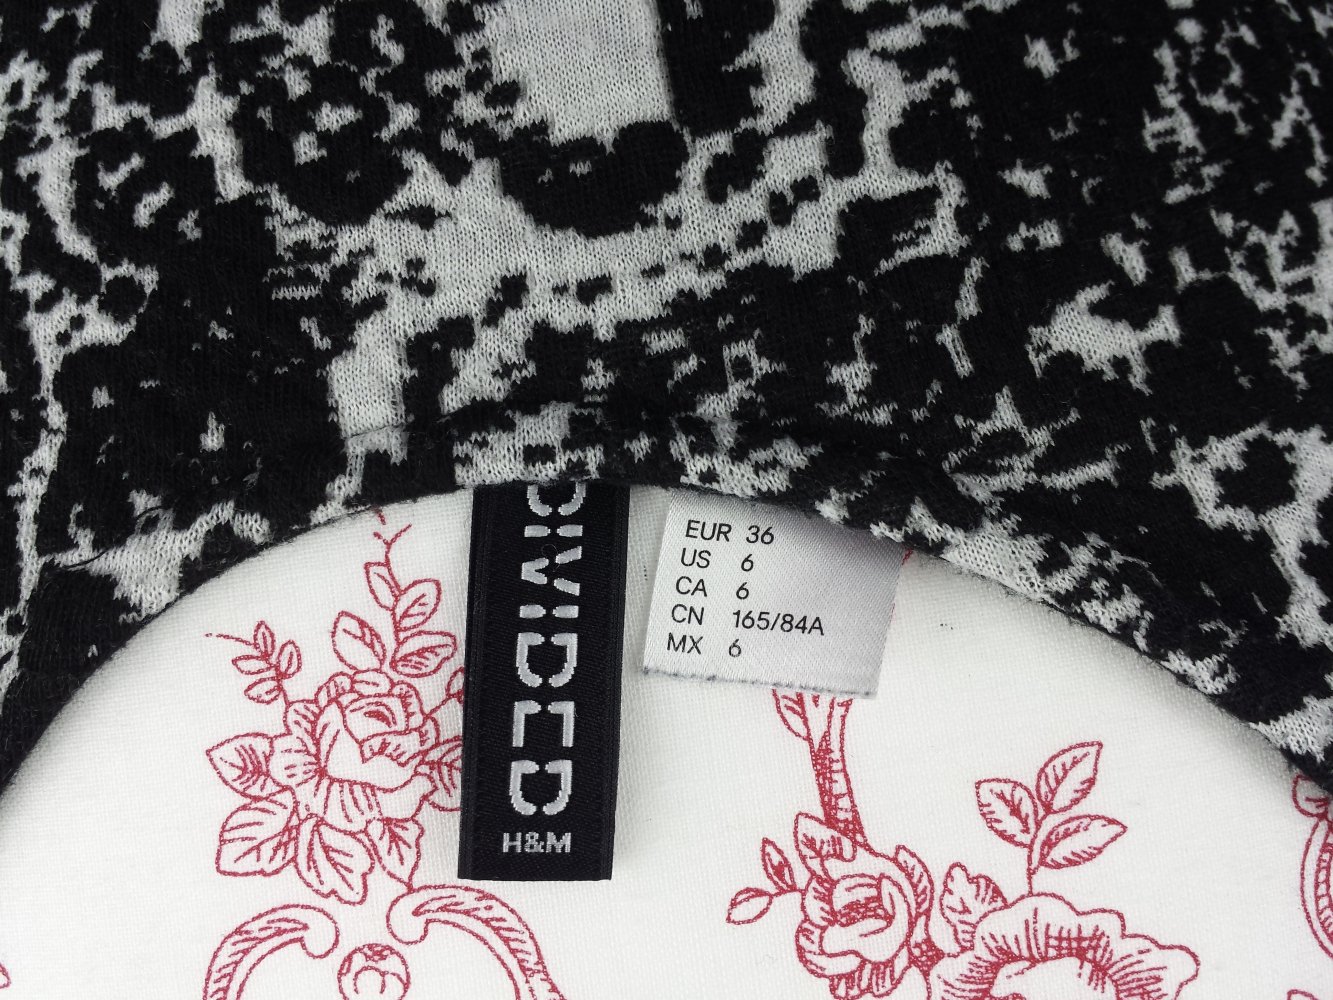 DIVIDED
H&M
EUR 36
US 6
CA 6
CN 165/84A
MX 6